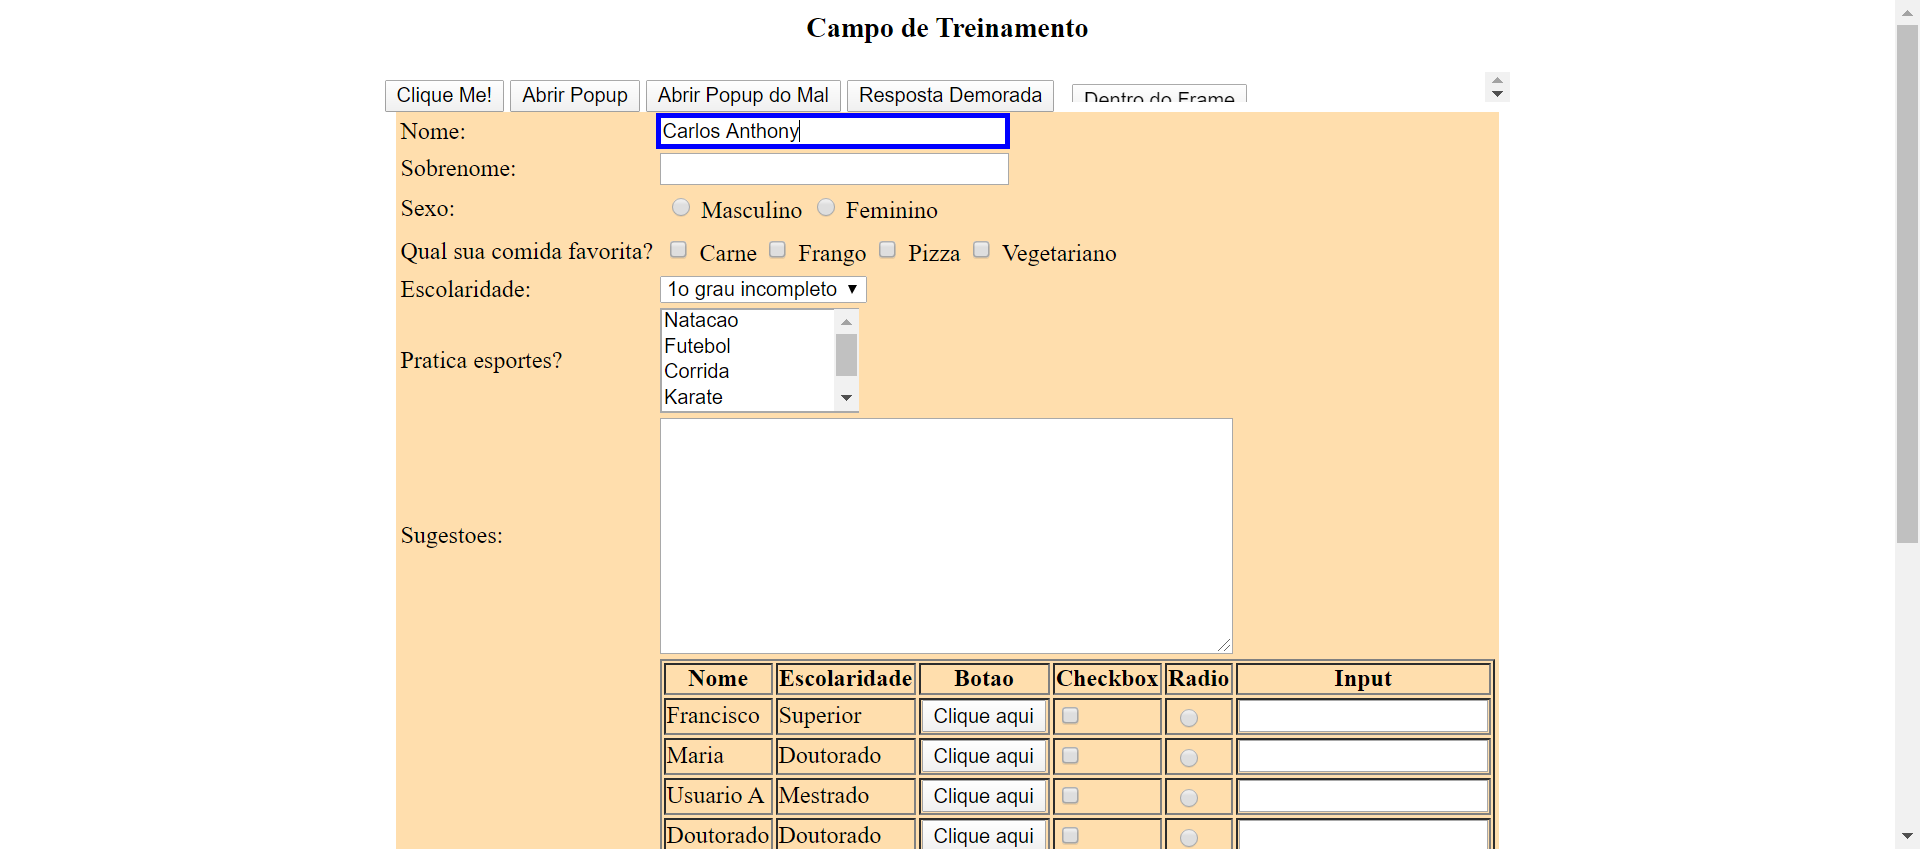 Campo de Treinamento
Clique Me! Abrir Popup Abrir Popup do Mal Resposta Demorada Dentro do Frame
Nome: Carlos Anthony
Sobrenome:
Sexo: Masculino Feminino
Qual sua comida favorita? Carne Frango Pizza Vegetariano
Escolaridade: 1o grau incompleto
Natacao
Futebol
Pratica esportes?
Corrida
Karate
Sugestoes:
Nome Escolaridade Botao Checkbox Radio Input
Francisco Superior Clique aqui
Maria Doutorado Clique aqui
Usuario A Mestrado Clique aqui
Doutorado Doutorado Clique aqui